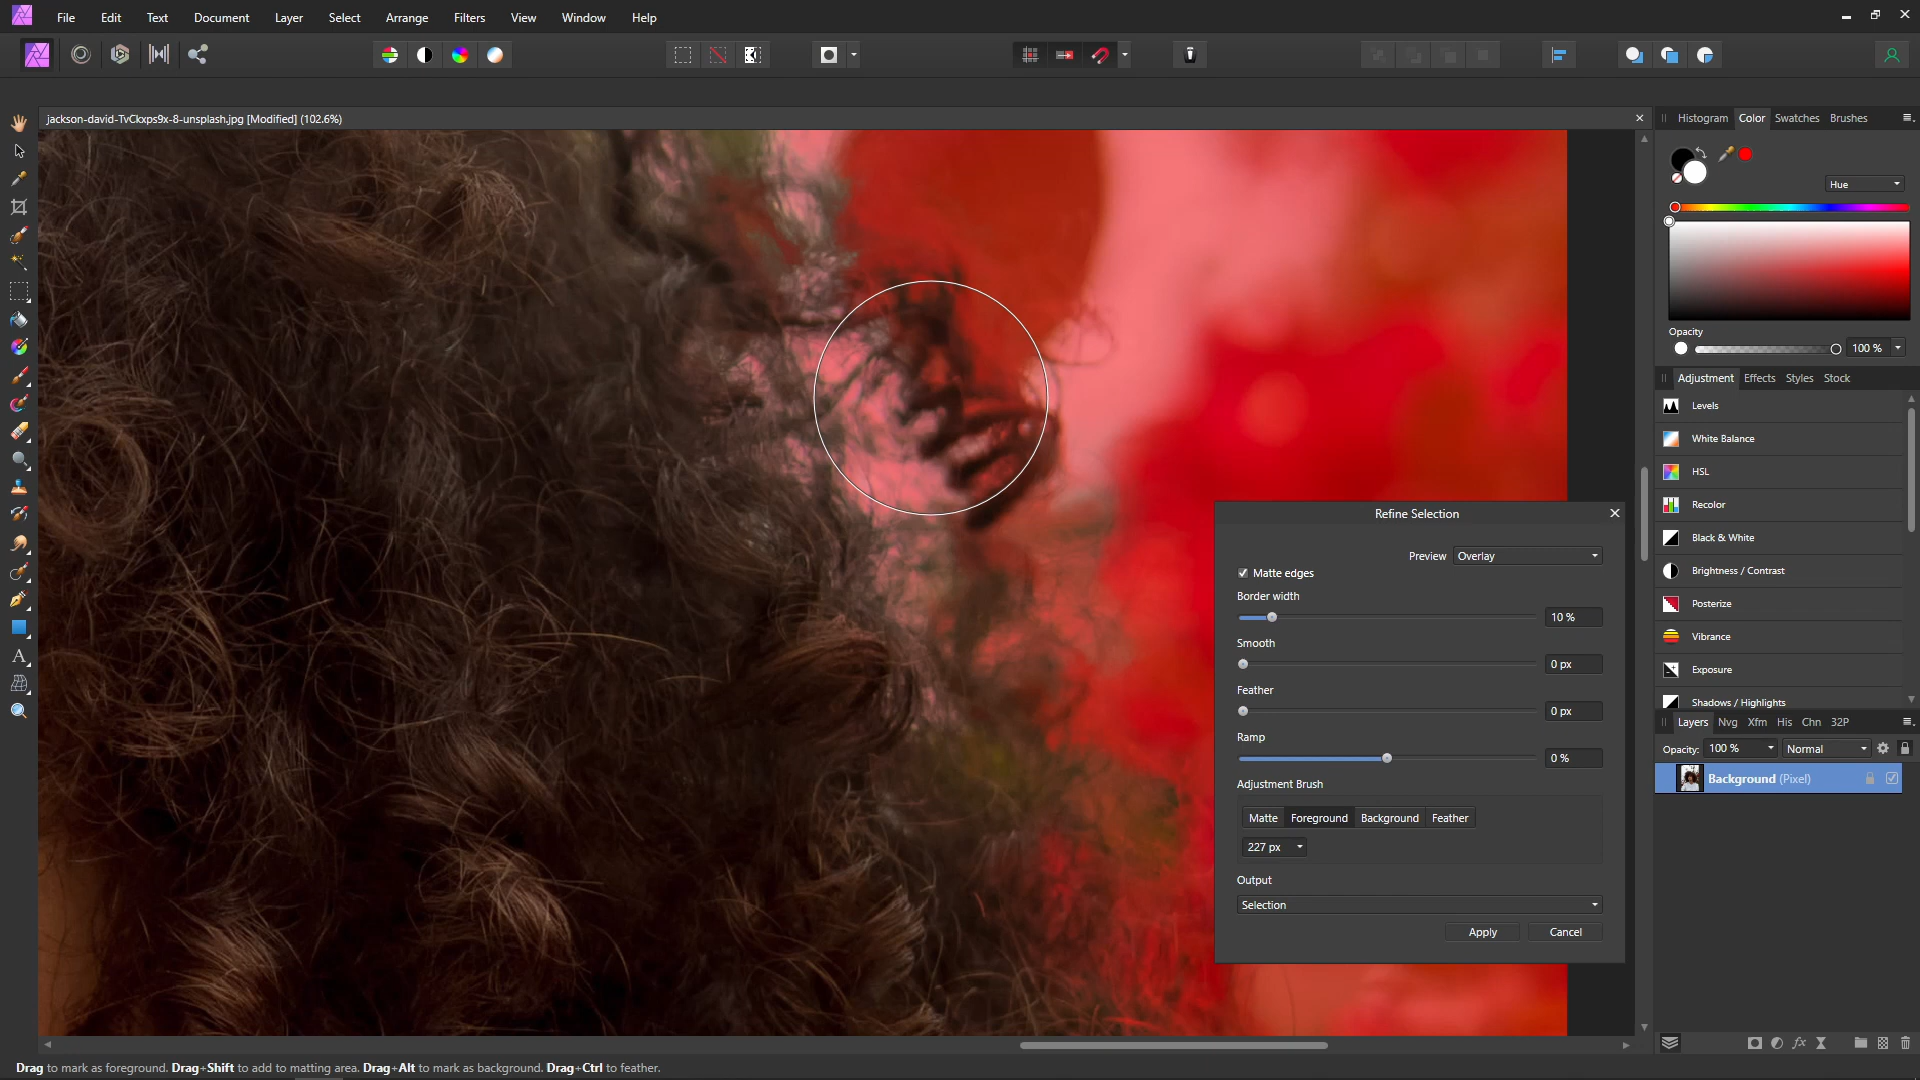 File Edit Text Document Layer Select Arrange Filters View Window Help
jackson-david-TvCkxps9x-8-unsplash.jpg [Modified] (102.6%)
Histogram Color Swatches Brushes
Hue
Opacity
100 %
Adjustment Effects Styles Stock
Levels
White Balance
HSL
Recolor
Black & White
Brightness / Contrast
Posterize
Vibrance
Exposure
Shadows / Highlights
Layers Nvg Xfm His Chn 32P
Opacity: 100 % Normal
Background (Pixel)
Refine Selection
Preview Overlay
Matte edges
Border width
10 %
Smooth
0 px
Feather
0 px
Ramp
0 %
Adjustment Brush
Matte Foreground Background Feather
227 px
Output
Selection
Apply Cancel
Drag to mark as foreground. Drag+Shift to add to matting area. Drag+Alt to mark as background. Drag+Ctrl to feather.